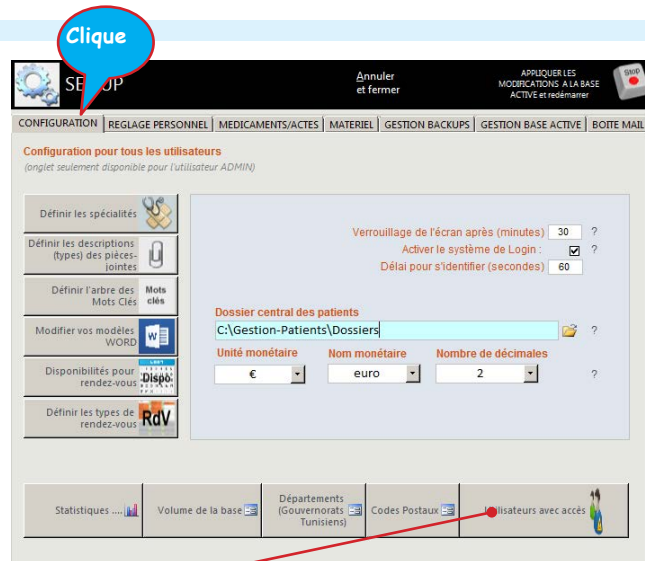 Clique
SETUP
Annuler
et fermer
APPLIQUER LES
MODIFICATIONS A LA BASE
ACTIVE et redémarrer
Stop
CONFIGURATION REGLAGE PERSONNEL MEDICAMENTS/ACTES MATERIEL GESTION BACKUPS GESTION BASE ACTIVE BOITE MAIL
Configuration pour tous les utilisateurs
(onglet seulement disponible pour l'utilisateur ADMIN)
Définir les spécialités
Définir les descriptions
(types) des pièces-
jointes
Définir l'arbre des
Mots Clés
Mots
clés
Modifier vos modèles
WORD
W
Disponibilités pour
rendez-vous
Dispo.
Définir les types de
rendez-vous
RdV
Verrouillage de l'écran après (minutes) 30 ?
Activer le système de Login : ?
Délai pour s'identifier (secondes) 60
Dossier central des patients
C:\Gestion-Patients\Dossiers ?
Unité monétaire Nom monétaire Nombre de décimales
€ euro 2 ?
Statistiques ....
Volume de la base
Départements
(Gouvernorats
Tunisiens)
Codes Postaux
Utilisateurs avec accès